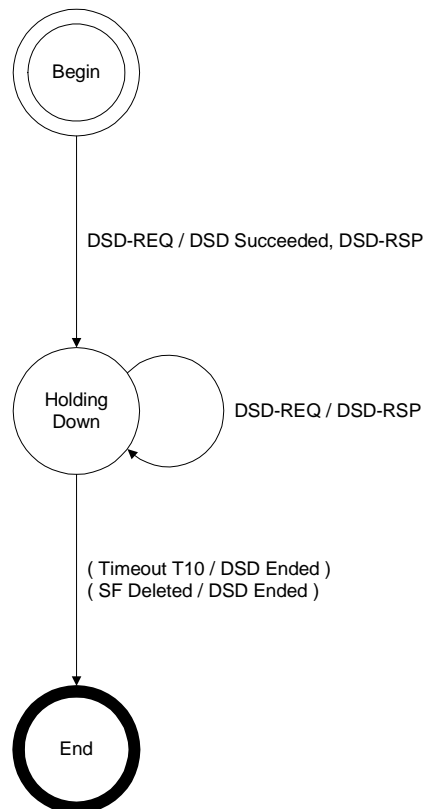 Begin
DSD-REQ / DSD Succeeded, DSD-RSP
Holding
Down
DSD-REQ / DSD-RSP
( Timeout T10 / DSD Ended )
( SF Deleted / DSD Ended )
End